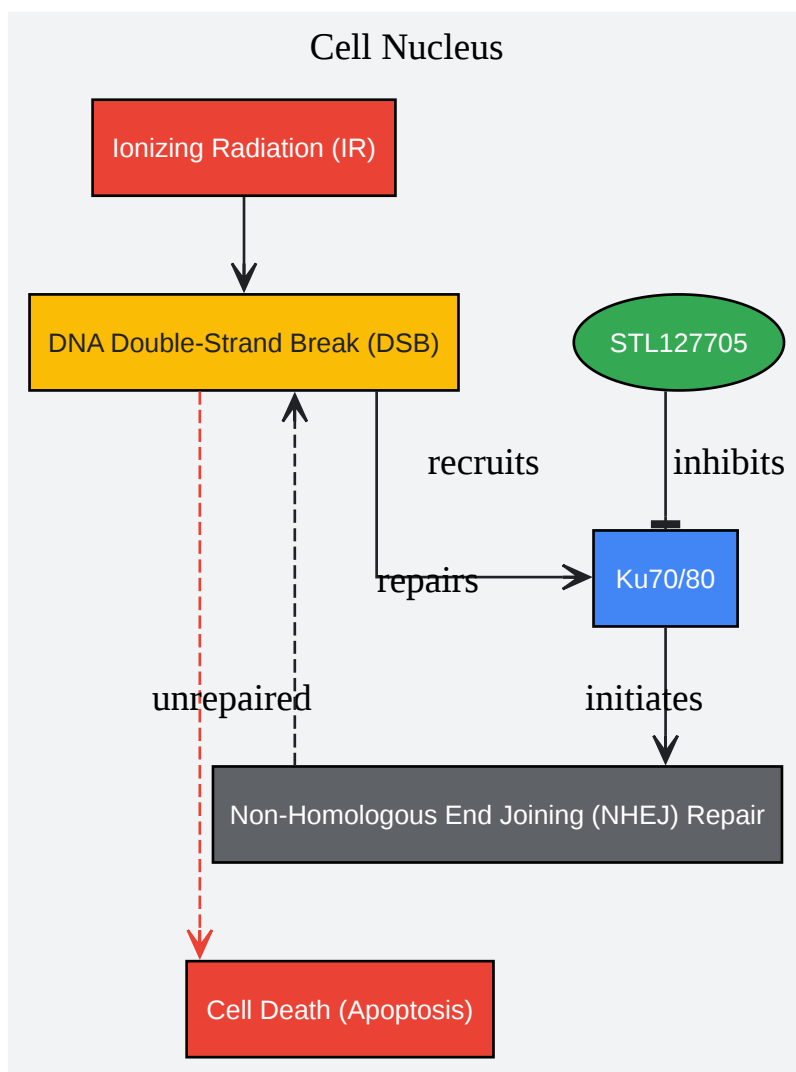 Cell Nucleus
Ionizing Radiation (IR)
DNA Double-Strand Break (DSB)
STL127705
recruits
inhibits
repairs
Ku70/80
unrepaired
initiates
Non-Homologous End Joining (NHEJ) Repair
Cell Death (Apoptosis)